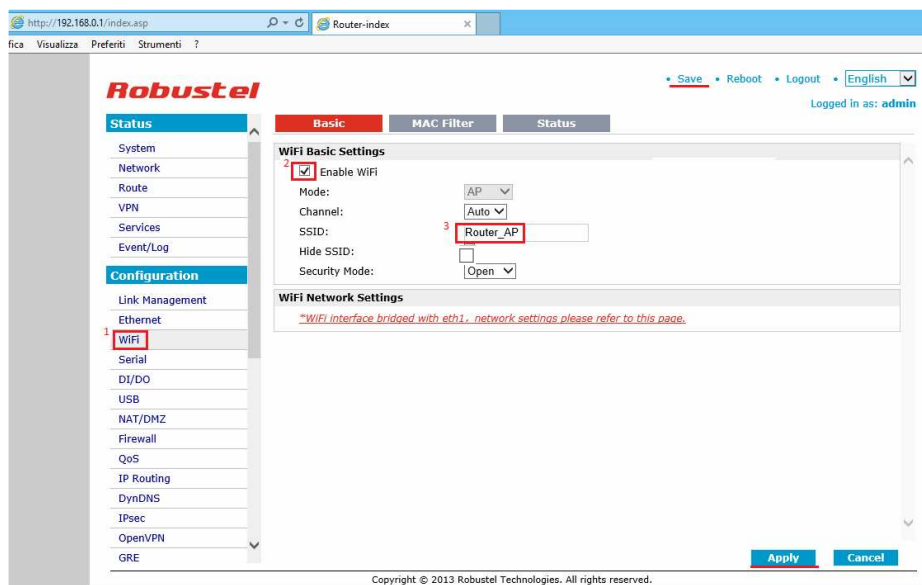 http://192.168.0.1/index.asp
Router-index
fica Visualizza Preferiti Strumenti ?
Robustel
Save Reboot Logout English
Logged in as: admin
Status
System
Network
Route
VPN
Services
Event/Log
Configuration
Link Management
Ethernet
1 WiFi
Serial
DI/DO
USB
NAT/DMZ
Firewall
QoS
IP Routing
DynDNS
IPsec
OpenVPN
GRE
Basic MAC Filter Status
WiFi Basic Settings
2 Enable WiFi
Mode: AP
Channel: Auto
SSID: 3 Router_AP
Hide SSID:
Security Mode: Open
WiFi Network Settings
*WiFi interface bridged with eth1, network settings please refer to this page.
Apply Cancel
Copyright © 2013 Robustel Technologies. All rights reserved.